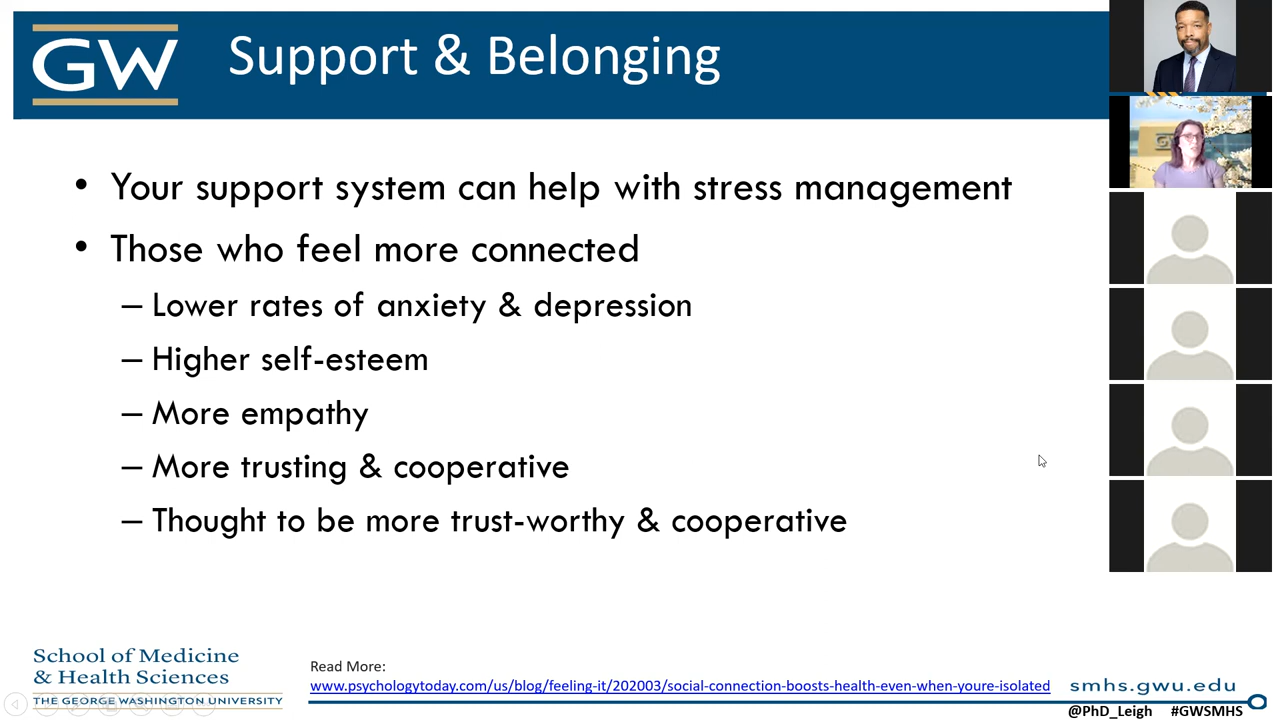 GW
Support & Belonging
• Your support system can help with stress management
• Those who feel more connected
– Lower rates of anxiety & depression
– Higher self-esteem
– More empathy
– More trusting & cooperative
– Thought to be more trust-worthy & cooperative
School of Medicine
& Health Sciences
THE GEORGE WASHINGTON UNIVERSITY
Read More:
www.psychologytoday.com/us/blog/feeling-it/202003/social-connection-boosts-health-even-when-youre-isolated
smhs.gwu.edu
@PhD_Leigh #GWSMHS